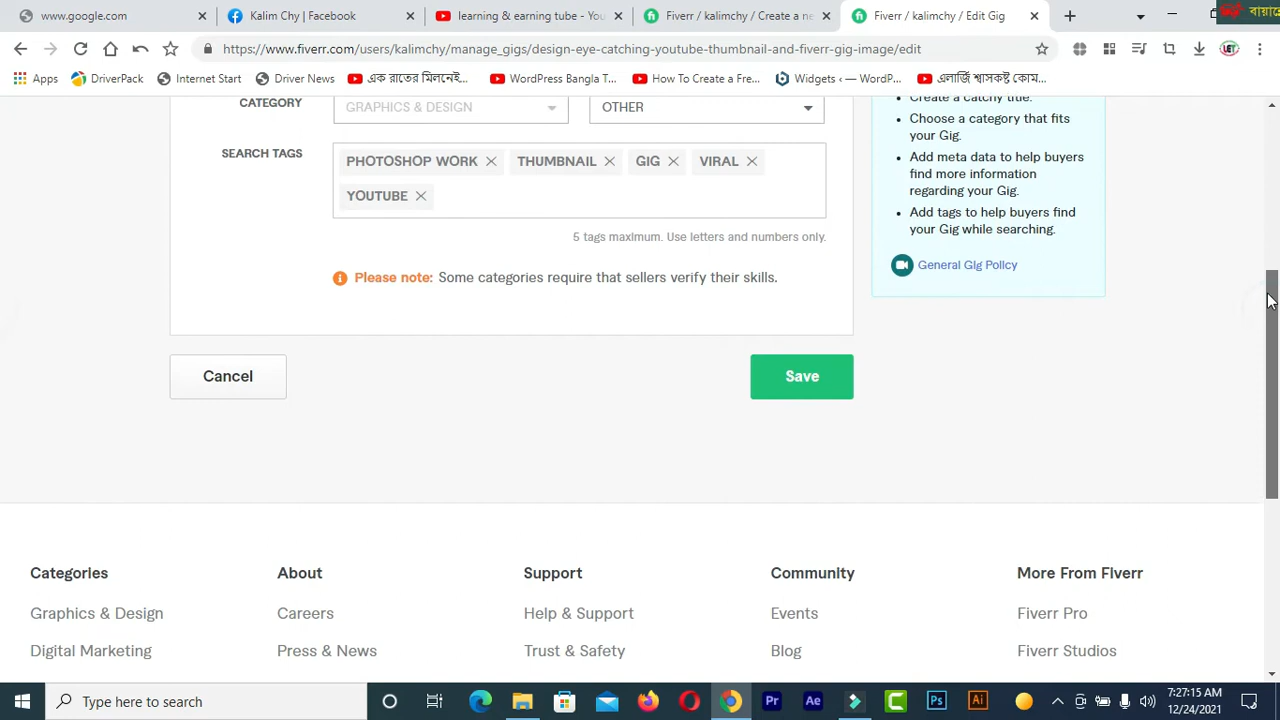 www.google.com
Kalim Chy | Facebook
learning & earning tusher - You
Fiverr / kalimchy / Create a ne
Fiverr / kalimchy / Edit Gig
https://www.fiverr.com/users/kalimchy/manage_gigs/design-eye-catching-youtube-thumbnail-and-fiverr-gig-image/edit
Apps
DriverPack
Internet Start
Driver News
এক রাতের মিলনেই...
WordPress Bangla T...
How To Create a Fre...
Widgets ‹ — WordP...
এলার্জি শ্বাসকষ্ট কোম...
CATEGORY
GRAPHICS & DESIGN
OTHER
SEARCH TAGS
PHOTOSHOP WORK
THUMBNAIL
GIG
VIRAL
YOUTUBE
5 tags maximum. Use letters and numbers only.
Please note: Some categories require that sellers verify their skills.
Create a catchy title.
Choose a category that fits
your Gig.
Add meta data to help buyers
find more information
regarding your Gig.
Add tags to help buyers find
your Gig while searching.
General Gig Policy
Cancel
Save
Categories
About
Support
Community
More From Fiverr
Graphics & Design
Careers
Help & Support
Events
Fiverr Pro
Digital Marketing
Press & News
Trust & Safety
Blog
Fiverr Studios
Type here to search
Pr
Ae
Ps
Ai
7:27:15 AM
12/24/2021